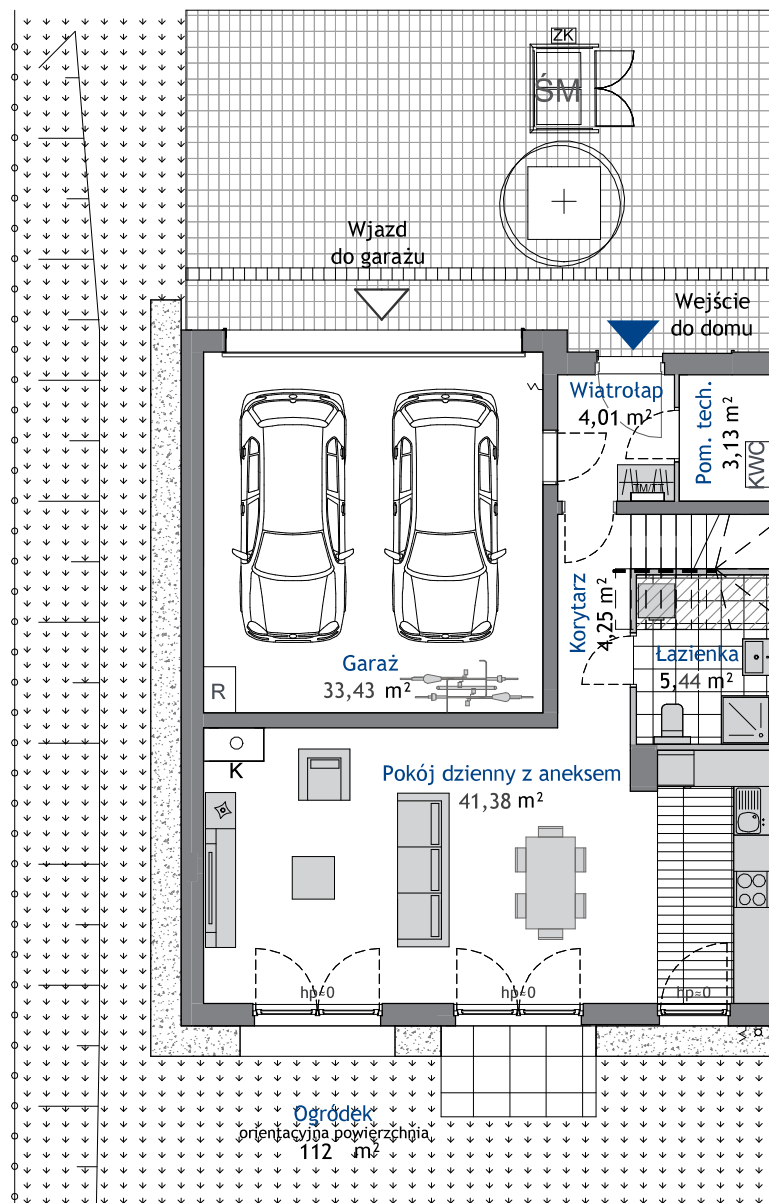 ZK
ŚM
Wjazd
do garażu
Wejście
do domu
Wiatrołap
4,01 m²
Pom. tech.
3,13 m²
KWC
TM/TT
Korytarz
4,25 m²
Łazienka
5,44 m²
Garaż
33,43 m²
R
K
Pokój dzienny z aneksem
41,38 m²
hp=0
hp=0
hp=0
Ogródek
orientacyjna powierzchnia
112 m²